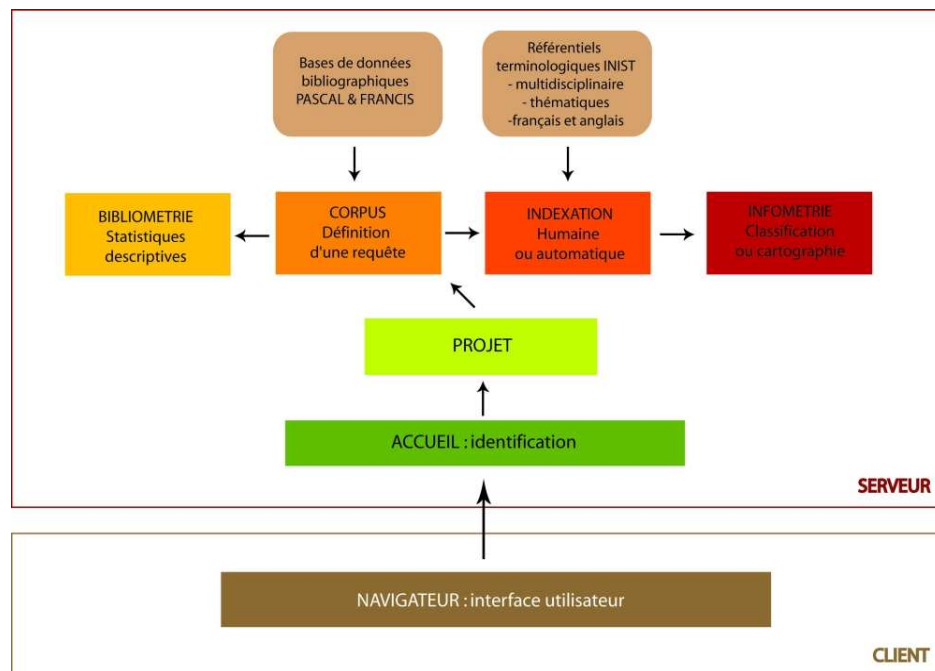 Bases de données
bibliographiques
PASCAL & FRANCIS
Référentiels
terminologiques INIST
- multidisciplinaire
- thématiques
-français et anglais
BIBLIOMETRIE
Statistiques
descriptives
CORPUS
Définition
d'une requête
INDEXATION
Humaine
ou automatique
INFOMETRIE
Classification
ou cartographie
PROJET
ACCUEIL : identification
SERVEUR
NAVIGATEUR : interface utilisateur
CLIENT